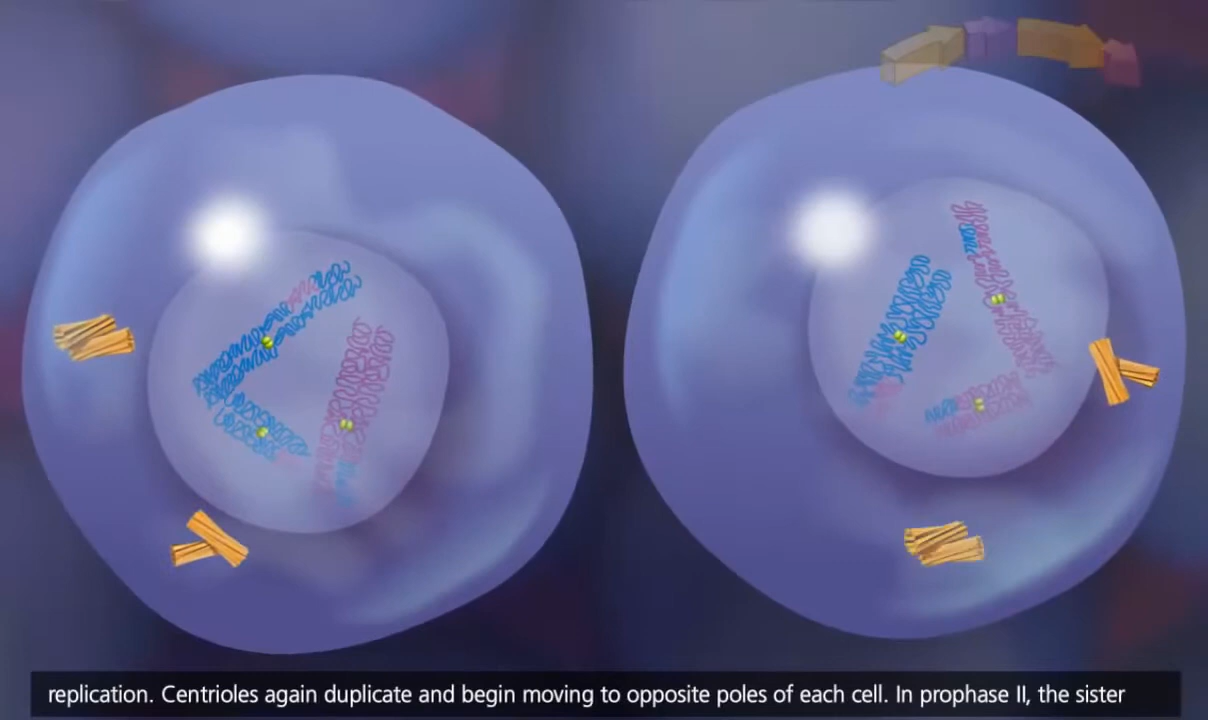 replication. Centrioles again duplicate and begin moving to opposite poles of each cell. In prophase II, the sister